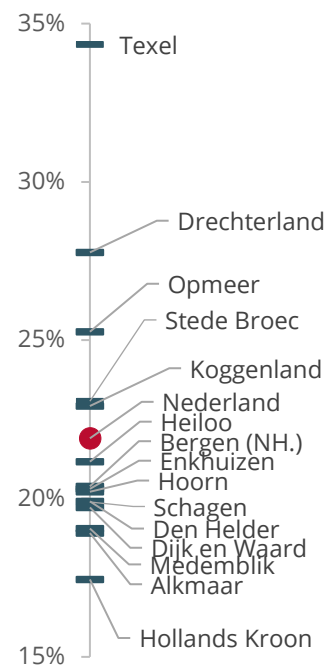 35%
Texel
30%
Drechterland
Opmeer
Stede Broec
25%
Koggenland
Nederland
Heiloo
Bergen (NH.)
Enkhuizen
Hoorn
20%
Schagen
Den Helder
Dijk en Waard
Medemblik
Alkmaar
Hollands Kroon
15%